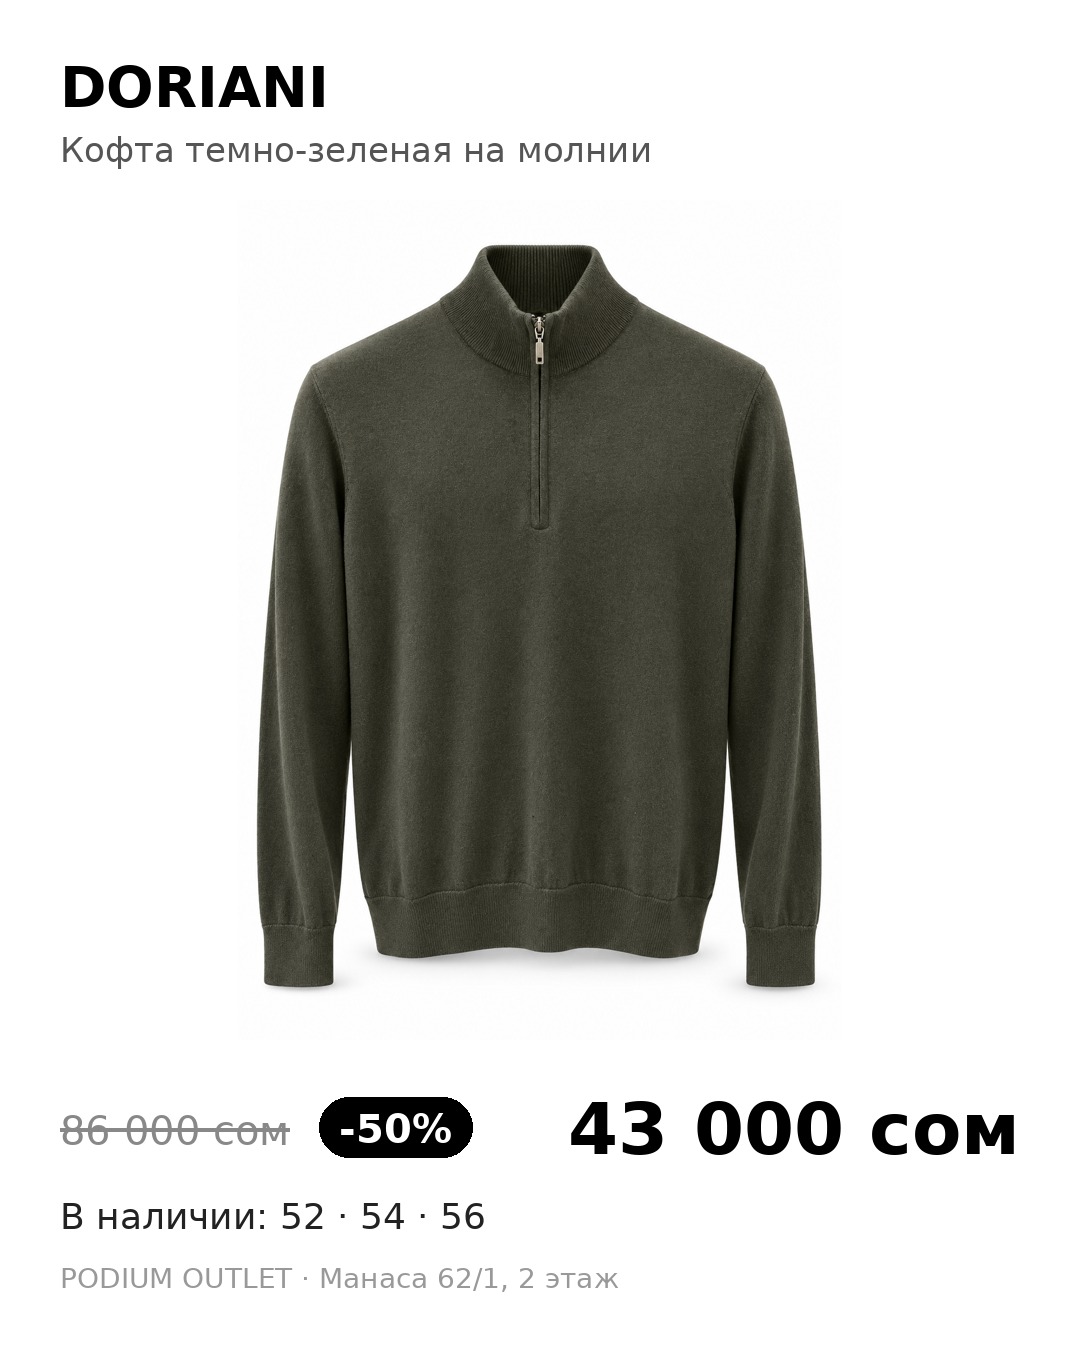 DORIANI
Кофта темно-зеленая на молнии
86 000 сом -50% 43 000 сом
В наличии: 52 · 54 · 56
PODIUM OUTLET · Манаса 62/1, 2 этаж